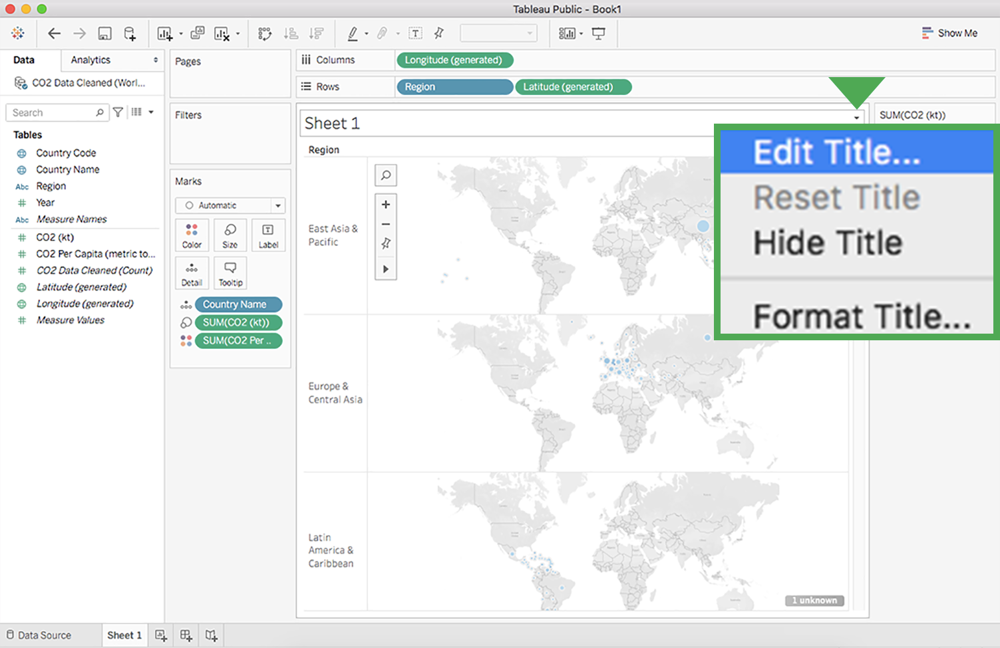 Tableau Public - Book1
Show Me
Data
Analytics
CO2 Data Cleaned (Worl...
Search
Tables
Country Code
Country Name
Abc Region
Year
Abc Measure Names
CO2 (kt)
CO2 Per Capita (metric to...
CO2 Data Cleaned (Count)
Latitude (generated)
Longitude (generated)
Measure Values
Pages
Filters
Marks
Automatic
Color
Size
Label
Detail
Tooltip
Country Name
SUM(CO2 (kt))
SUM(CO2 Per ..
Columns
Longitude (generated)
Rows
Region
Latitude (generated)
Sheet 1
SUM(CO2 (kt))
Region
East Asia &
Pacific
Europe &
Central Asia
Latin
America &
Caribbean
Edit Title...
Reset Title
Hide Title
Format Title...
1 unknown
Data Source
Sheet 1